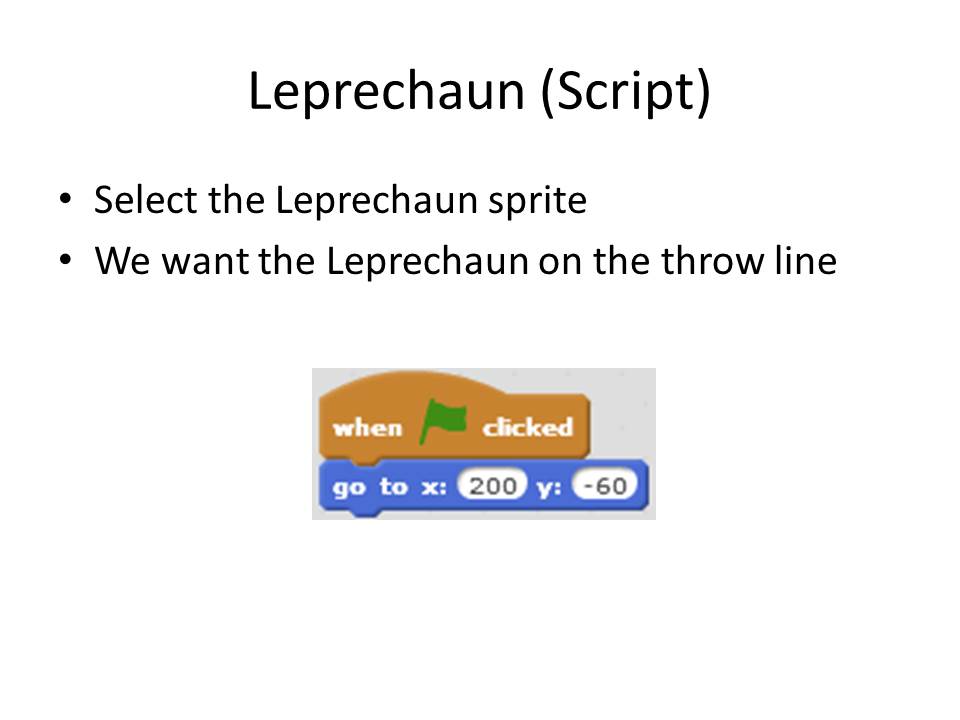 Leprechaun (Script)
• Select the Leprechaun sprite
• We want the Leprechaun on the throw line
when clicked
go to x: 200 y: -60